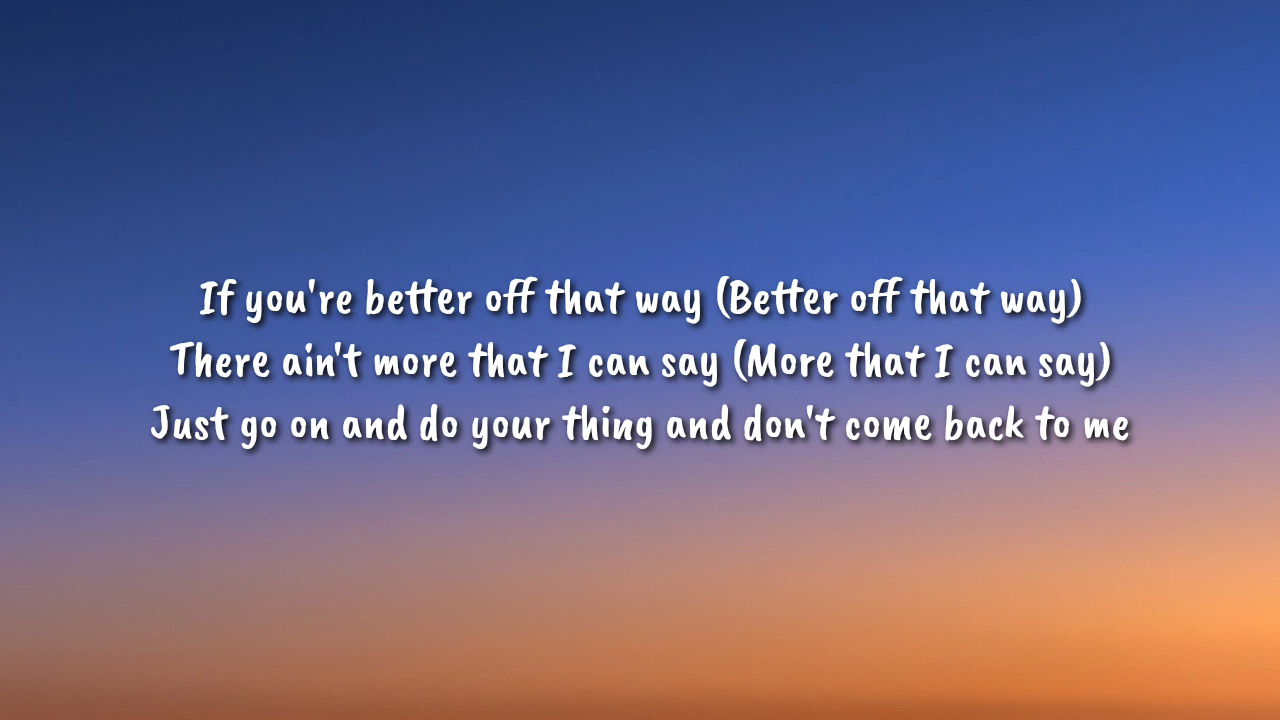 If you're better off that way (Better off that way)
There ain't more that I can say (More that I can say)
Just go on and do your thing and don't come back to me